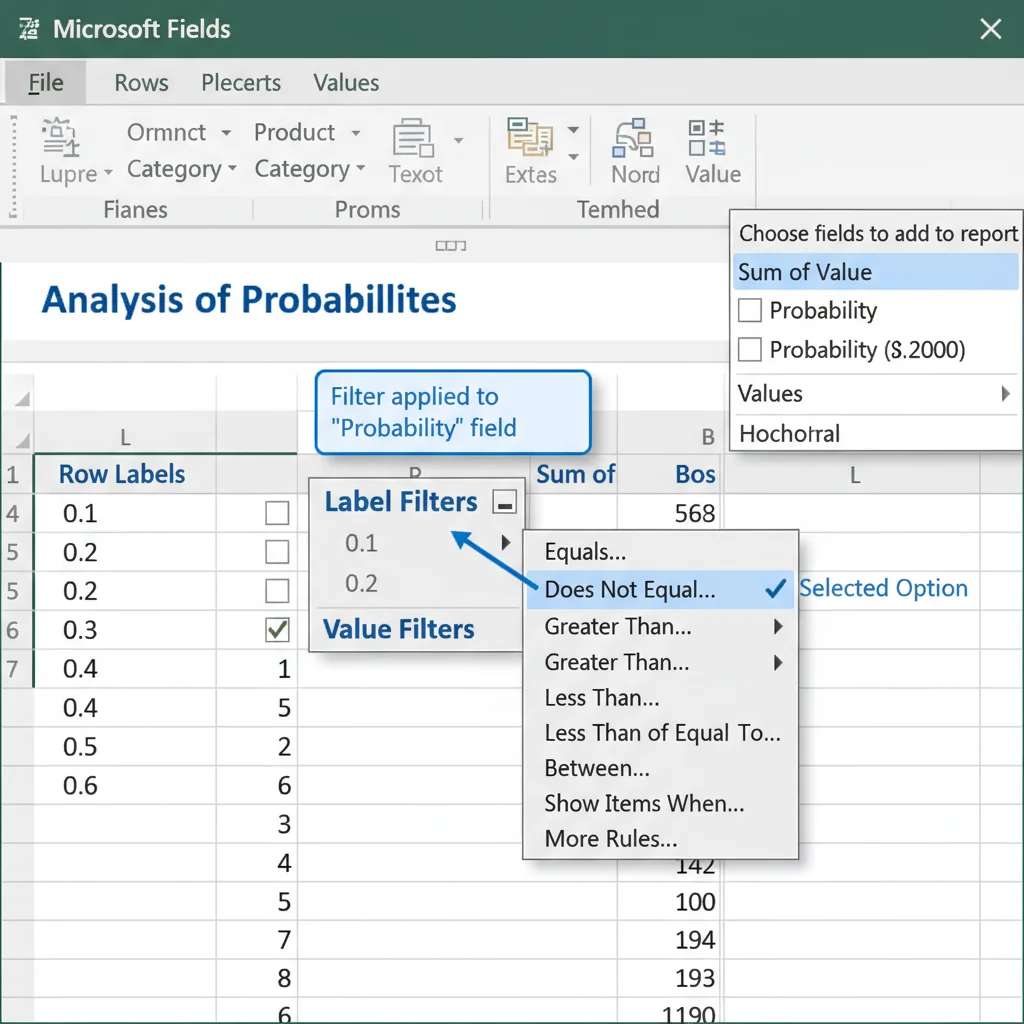 Microsoft Fields
File Rows Plecerts Values
Ormnct Product
Lupre Category Category Texot Extes Nord Value
Flanes Proms Temhed
Choose fields to add to report
Sum of Value
Probability
Probability ($.2000)
Values
Hochorral
Analysis of Probabillites
Filter applied to
"Probability" field
L B
1 Row Labels Sum of Bos L
4 0.1 568
5 0.2
5 0.2
6 0.3
7 0.4 1
0.4 5
0.5 2
0.6 6
3
4 142
5 100
7 194
8 193
6 1190
Label Filters
0.1
0.2
Value Filters
Equals...
Does Not Equal... Selected Option
Greater Than...
Greater Than...
Less Than...
Less Than of Equal To...
Between...
Show Items When...
More Rules...